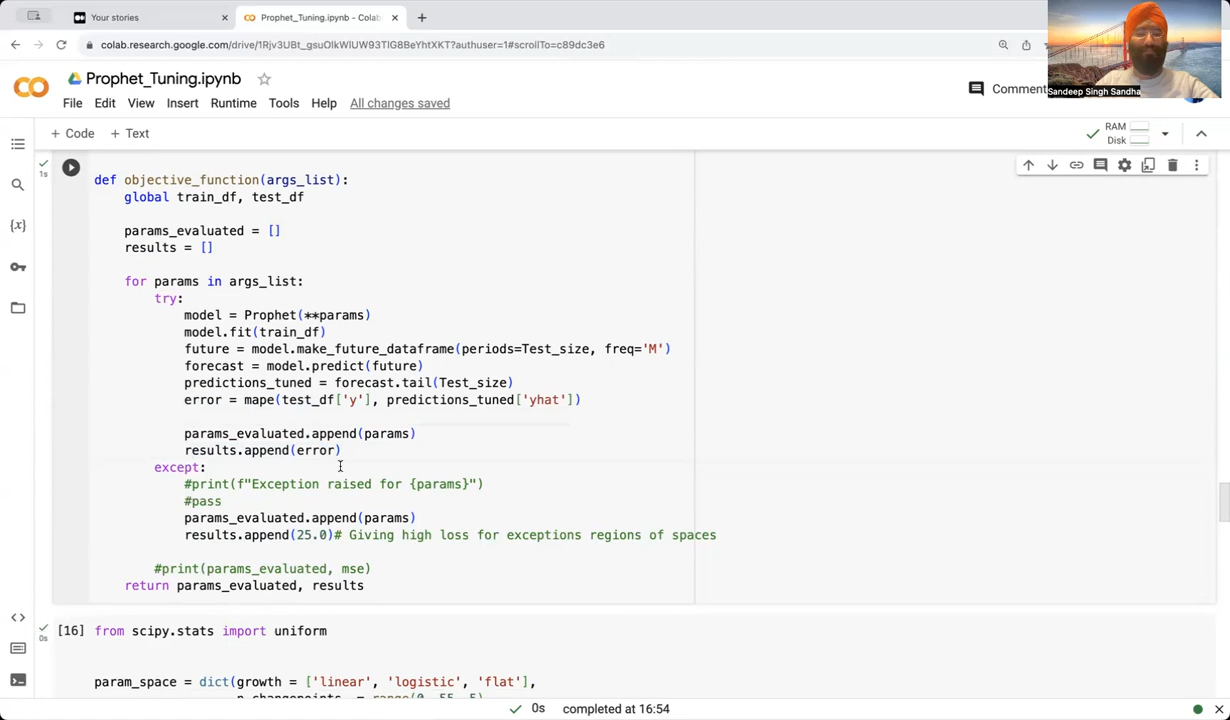 Your stories
Prophet_Tuning.ipynb - Colab
colab.research.google.com/drive/1Rjv3UBt_gsuOlkWlUW93TlG8BeYhtXKT?authuser=1#scrollTo=c89dc3e6
Sandeep Singh Sandha
Prophet_Tuning.ipynb
Comment
File Edit View Insert Runtime Tools Help All changes saved
+ Code + Text
RAM
Disk
1s
def objective_function(args_list):
global train_df, test_df
params_evaluated = []
results = []
for params in args_list:
try:
model = Prophet(**params)
model.fit(train_df)
future = model.make_future_dataframe(periods=Test_size, freq='M')
forecast = model.predict(future)
predictions_tuned = forecast.tail(Test_size)
error = mape(test_df['y'], predictions_tuned['yhat'])
params_evaluated.append(params)
results.append(error)
except:
#print(f"Exception raised for {params}")
#pass
params_evaluated.append(params)
results.append(25.0)# Giving high loss for exceptions regions of spaces
#print(params_evaluated, mse)
return params_evaluated, results
0s
[16] from scipy.stats import uniform
param_space = dict(growth = ['linear', 'logistic', 'flat'],
n_changepoints = range(0, 55, 5),
0s completed at 16:54